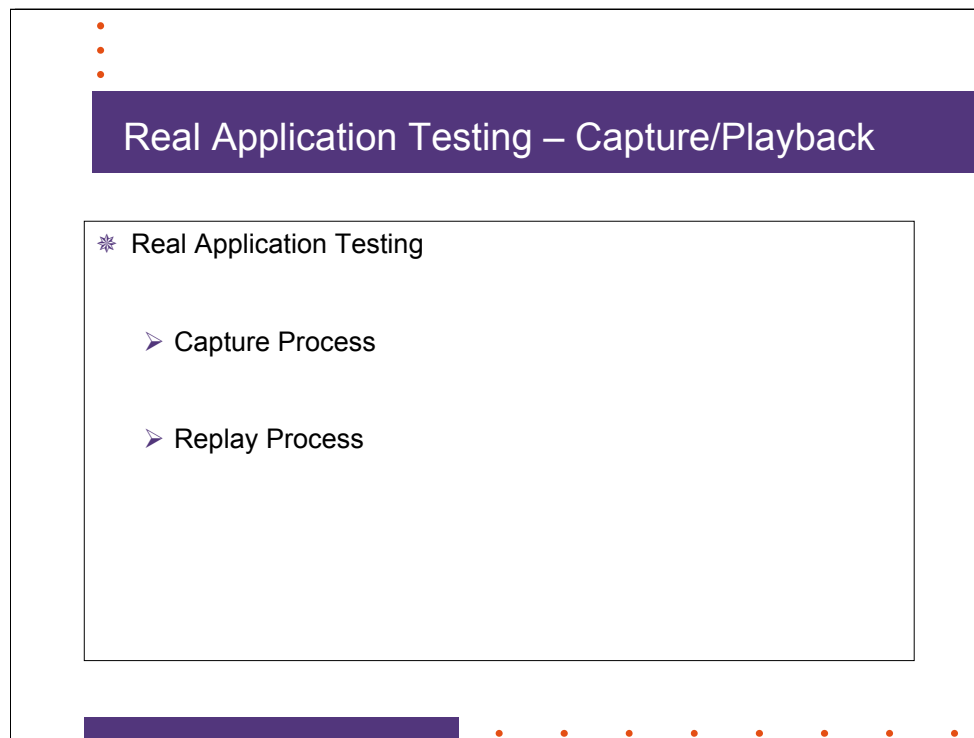 Real Application Testing – Capture/Playback
Real Application Testing
Capture Process
Replay Process